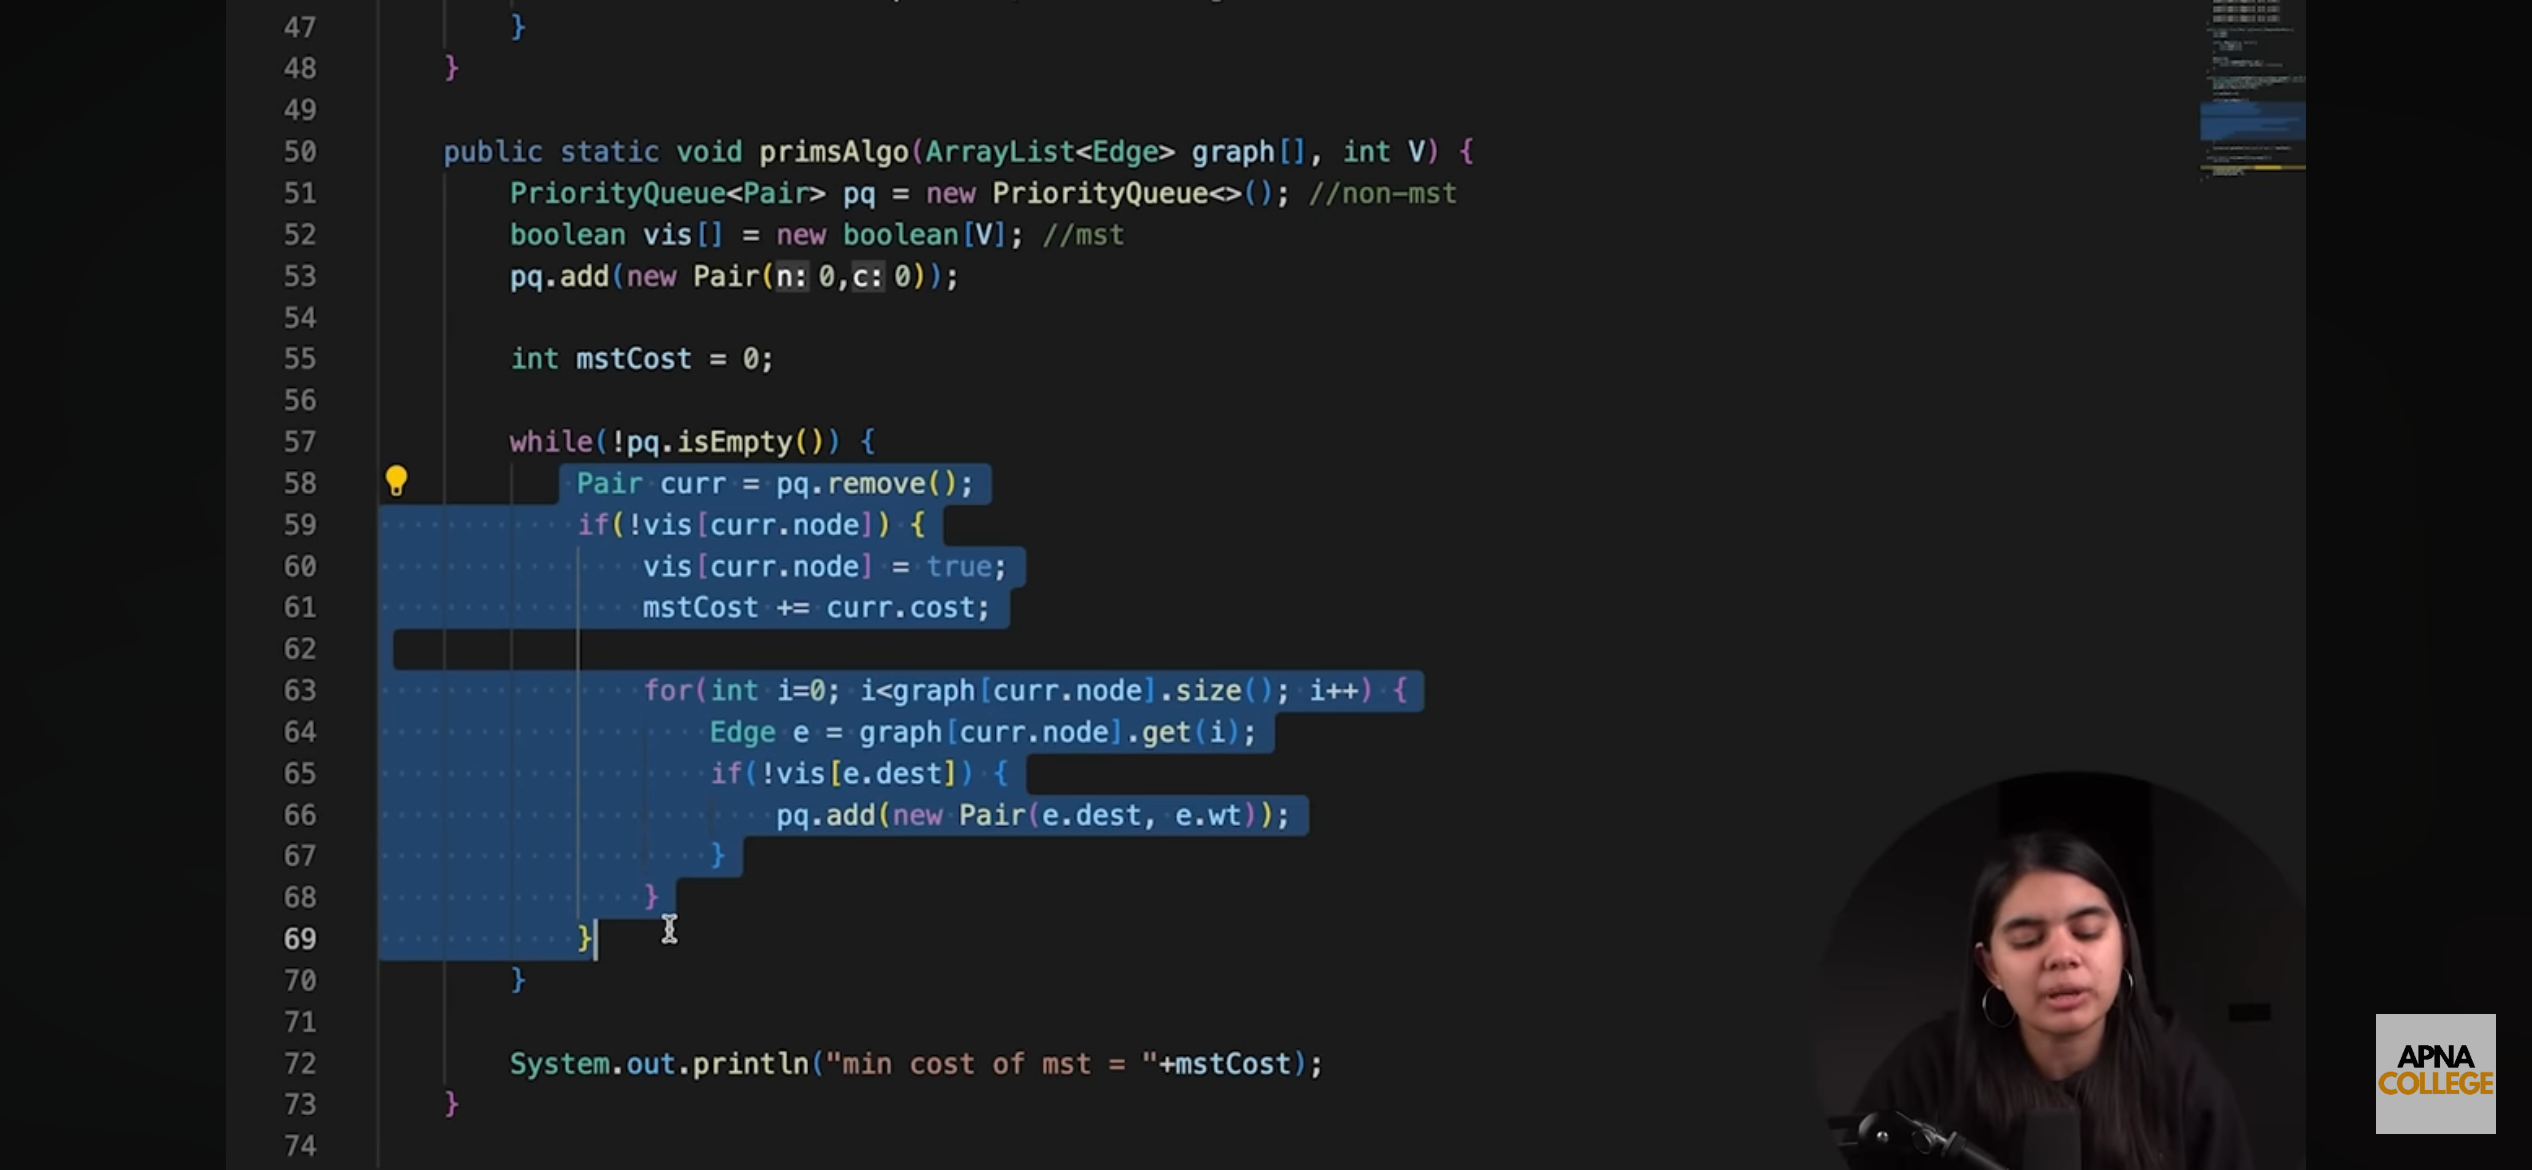 47 }
48 }
49
50 public static void primsAlgo(ArrayList<Edge> graph[], int V) {
51 PriorityQueue<Pair> pq = new PriorityQueue<>(); //non-mst
52 boolean vis[] = new boolean[V]; //mst
53 pq.add(new Pair(n: 0,c: 0));
54
55 int mstCost = 0;
56
57 while(!pq.isEmpty()) {
58 Pair curr = pq.remove();
59 if(!vis[curr.node]) {
60 vis[curr.node] = true;
61 mstCost += curr.cost;
62
63 for(int i=0; i<graph[curr.node].size(); i++) {
64 Edge e = graph[curr.node].get(i);
65 if(!vis[e.dest]) {
66 pq.add(new Pair(e.dest, e.wt));
67 }
68 }
69 }
70 }
71
72 System.out.println("min cost of mst = "+mstCost);
73 }
74
APNA
COLLEGE